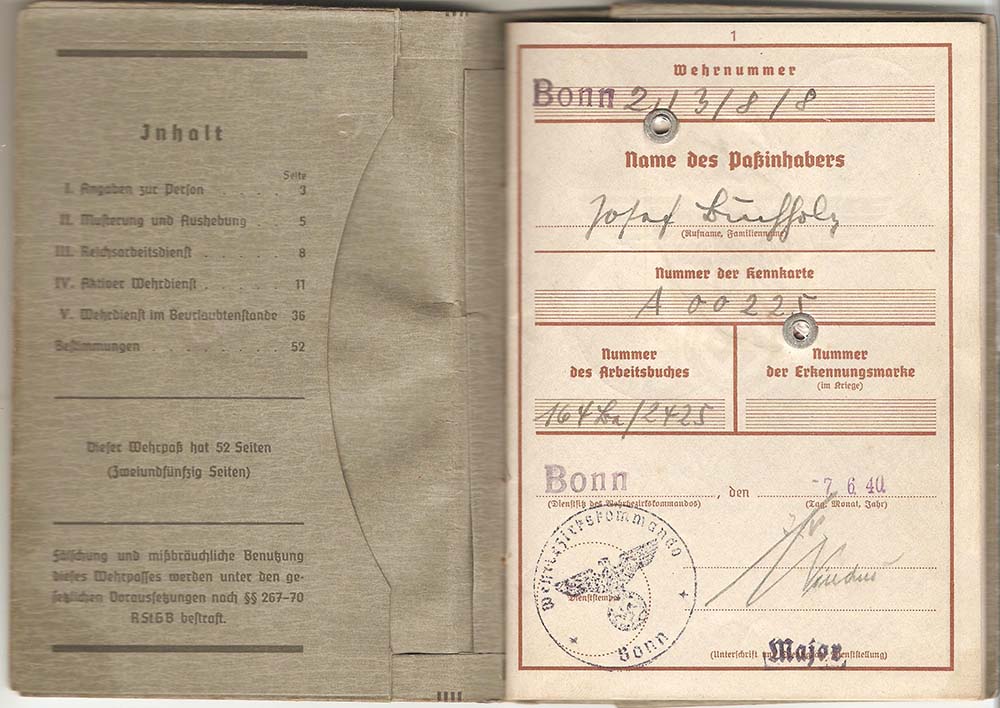 Inhalt
Seite
I. Angaben zur Person . . . . . 3
II. Musterung und Aushebung . . 5
III. Reichsarbeitsdienst . . . . . . 8
IV. Aktiver Wehrdienst . . . . . . 11
V. Wehrdienst im Beurlaubtenstande 36
Bestimmungen . . . . . . . . 52
Dieser Wehrpaß hat 52 Seiten
(Zweiundfünfzig Seiten)
Fälschung und mißbräuchliche Benutzung
dieses Wehrpasses werden unter den ge-
setzlichen Voraussetzungen nach §§ 267–70
RStGB bestraft.
1
Wehrnummer
Bonn 2/13/8/8
Name des Paßinhabers
Josef Buchholz
(Rufname, Familienname)
Nummer der Kennkarte
A 00225
Nummer
des Arbeitsbuches
Nummer
der Erkennungsmarke
(im Kriege)
/2425
Bonn, den -7. 6. 40
(Dienstsitz des Wehrbezirkskommandos) (Tag, Monat, Jahr)
Wehrbezirkskommando
Dienststempel
Bonn
Major
(Unterschrift Dienststellung)